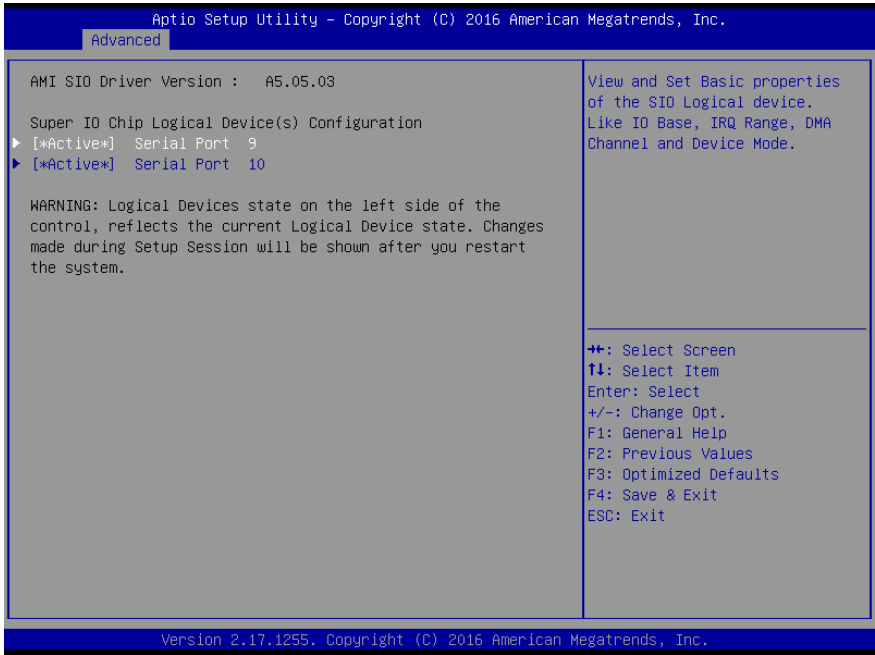 Aptio Setup Utility – Copyright (C) 2016 American Megatrends, Inc.
Advanced
AMI SIO Driver Version :   A5.05.03
Super IO Chip Logical Device(s) Configuration
[*Active*]  Serial Port  9
[*Active*]  Serial Port  10
WARNING: Logical Devices state on the left side of the
control, reflects the current Logical Device state. Changes
made during Setup Session will be shown after you restart
the system.
View and Set Basic properties
of the SIO Logical device.
Like IO Base, IRQ Range, DMA
Channel and Device Mode.
→←: Select Screen
↑↓: Select Item
Enter: Select
+/-: Change Opt.
F1: General Help
F2: Previous Values
F3: Optimized Defaults
F4: Save & Exit
ESC: Exit
Version 2.17.1255. Copyright (C) 2016 American Megatrends, Inc.